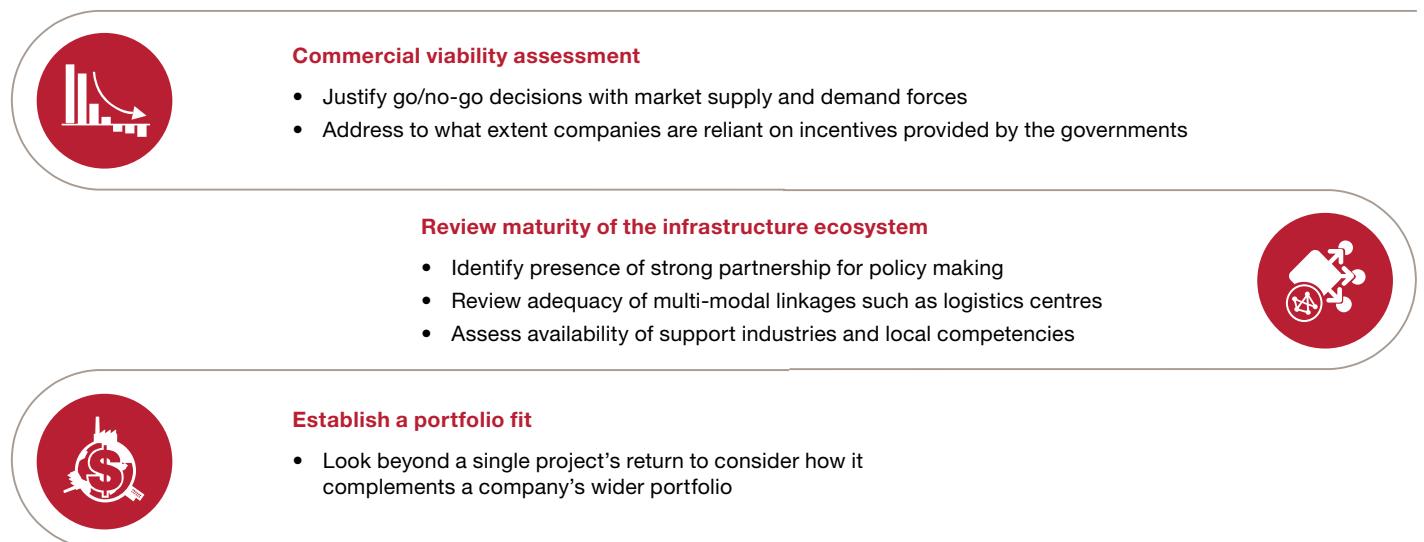 Commercial viability assessment
• Justify go/no-go decisions with market supply and demand forces
• Address to what extent companies are reliant on incentives provided by the governments
Review maturity of the infrastructure ecosystem
• Identify presence of strong partnership for policy making
• Review adequacy of multi-modal linkages such as logistics centres
• Assess availability of support industries and local competencies
$
Establish a portfolio fit
• Look beyond a single project’s return to consider how it
complements a company’s wider portfolio